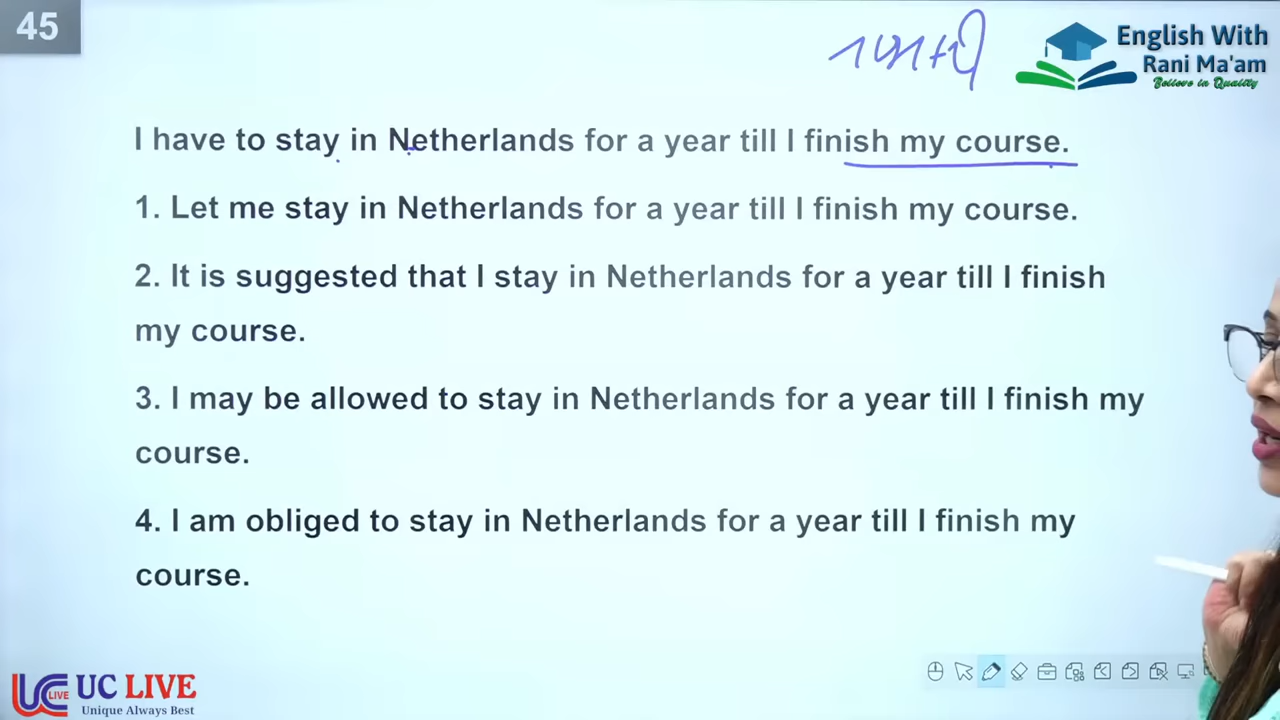 45
English With
Rani Ma'am
Believe in Quality
I have to stay in Netherlands for a year till I finish my course.
1. Let me stay in Netherlands for a year till I finish my course.
2. It is suggested that I stay in Netherlands for a year till I finish
my course.
3. I may be allowed to stay in Netherlands for a year till I finish my
course.
4. I am obliged to stay in Netherlands for a year till I finish my
course.
LIVE
UC LIVE
Unique Always Best